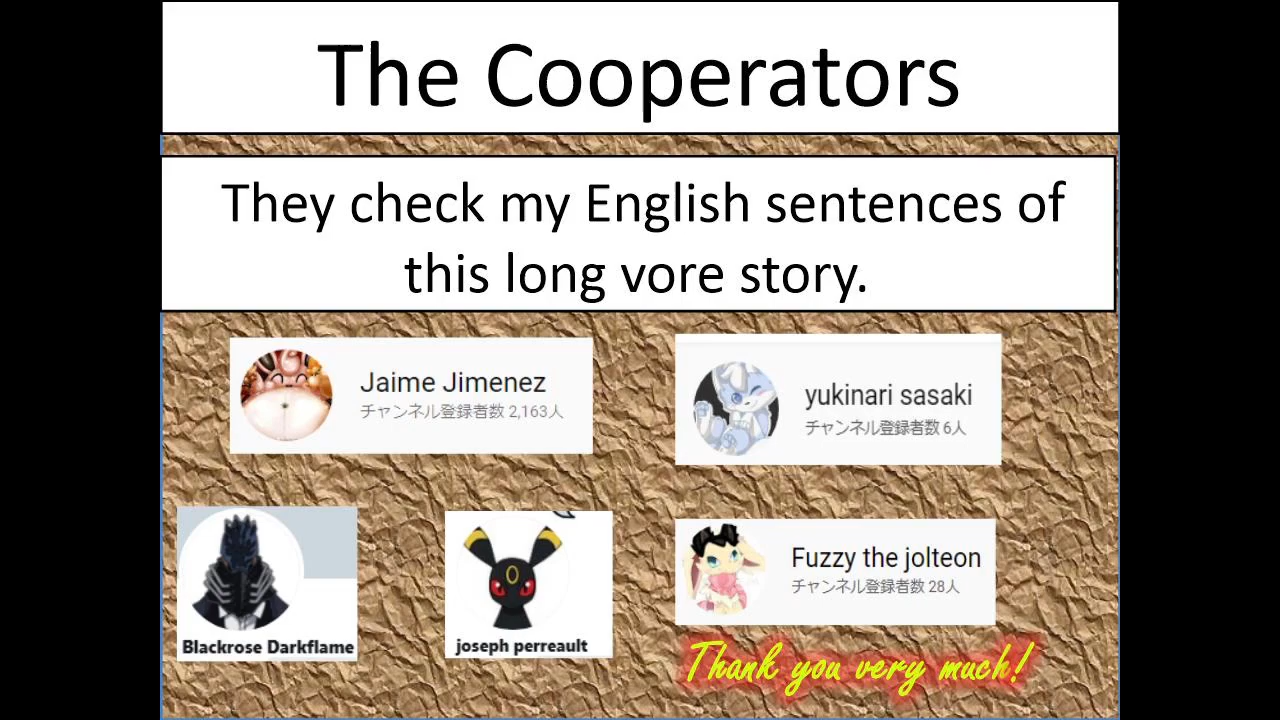 The Cooperators
They check my English sentences of
this long vore story.
Jaime Jimenez
チャンネル登録者数 2,163人
yukinari sasaki
チャンネル登録者数 6人
Blackrose Darkflame
joseph perreault
Fuzzy the jolteon
チャンネル登録者数 28人
Thank you very much!